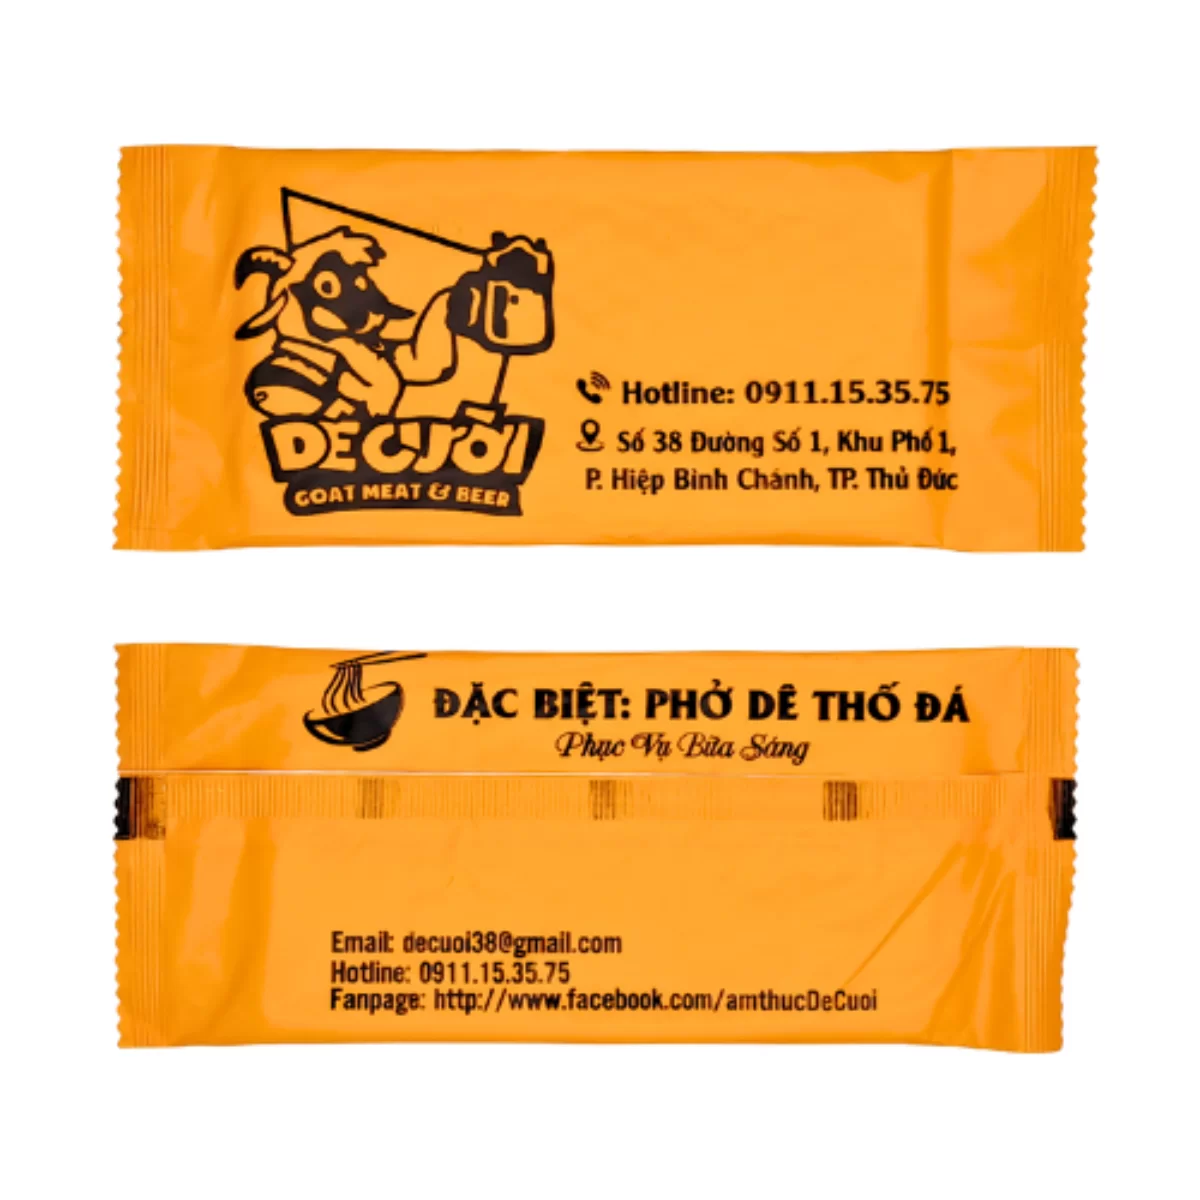 DÊ CƯỜI
GOAT MEAT & BEER
Hotline: 0911.15.35.75
Số 38 Đường Số 1, Khu Phố 1,
P. Hiệp Bình Chánh, TP. Thủ Đức
ĐẶC BIỆT: PHỞ DÊ THỐ ĐÁ
Phục Vụ Bữa Sáng
Email: decuoi38@gmail.com
Hotline: 0911.15.35.75
Fanpage: http://www.facebook.com/amthucDeCuoi